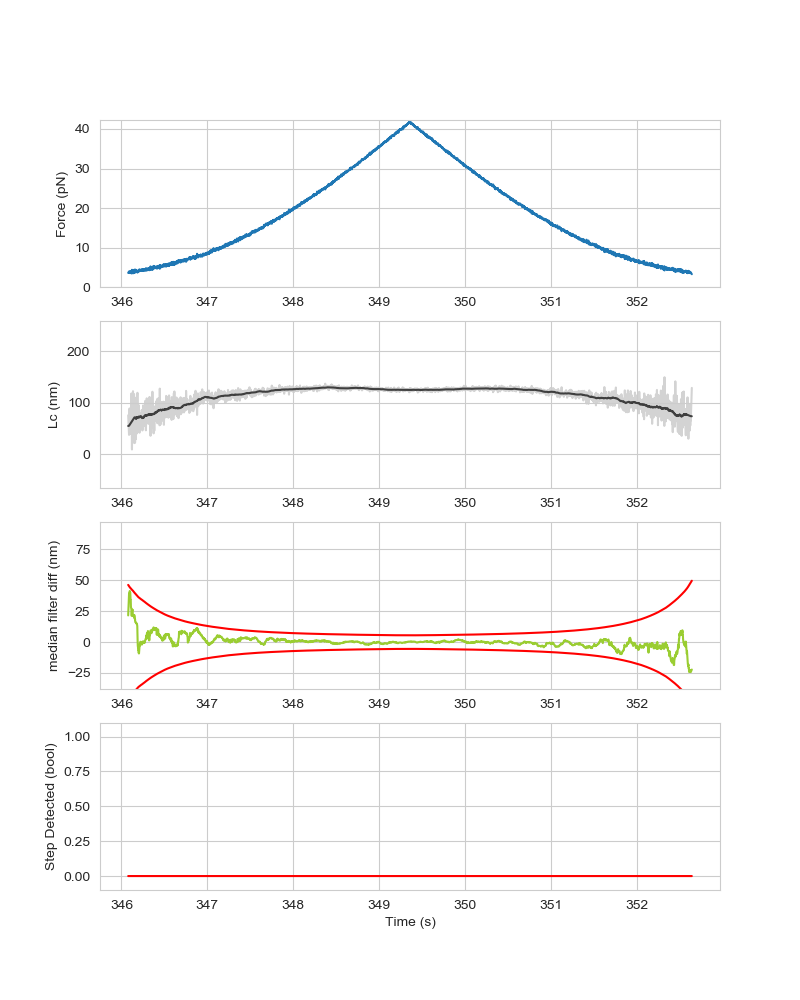 40
30
20
10
0
Force (pN)
346 347 348 349 350 351 352
200
100
0
Lc (nm)
346 347 348 349 350 351 352
75
50
25
0
−25
median filter diff (nm)
346 347 348 349 350 351 352
1.00
0.75
0.50
0.25
0.00
Step Detected (bool)
346 347 348 349 350 351 352
Time (s)